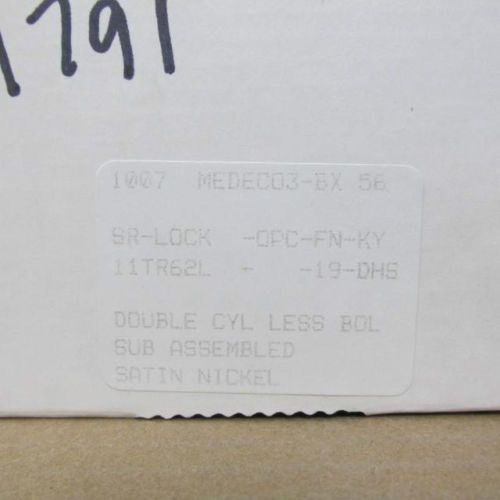 1791
1007 MEDECO3-BX 56
SR-LOCK -OPC-FN-KY
11TR62L - -19-DHS
DOUBLE CYL LESS BOL
SUB ASSEMBLED
SATIN NICKEL